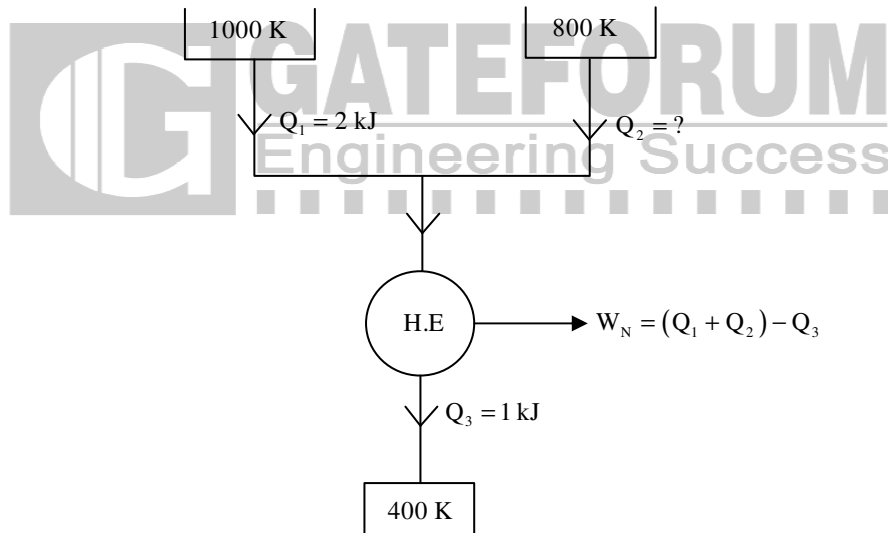 1000 K 800 K
GATEFORUM
Q₁ = 2 kJ Q₂ = ?
Engineering Success
H.E W_N = (Q₁ + Q₂) − Q₃
Q₃ = 1 kJ
400 K